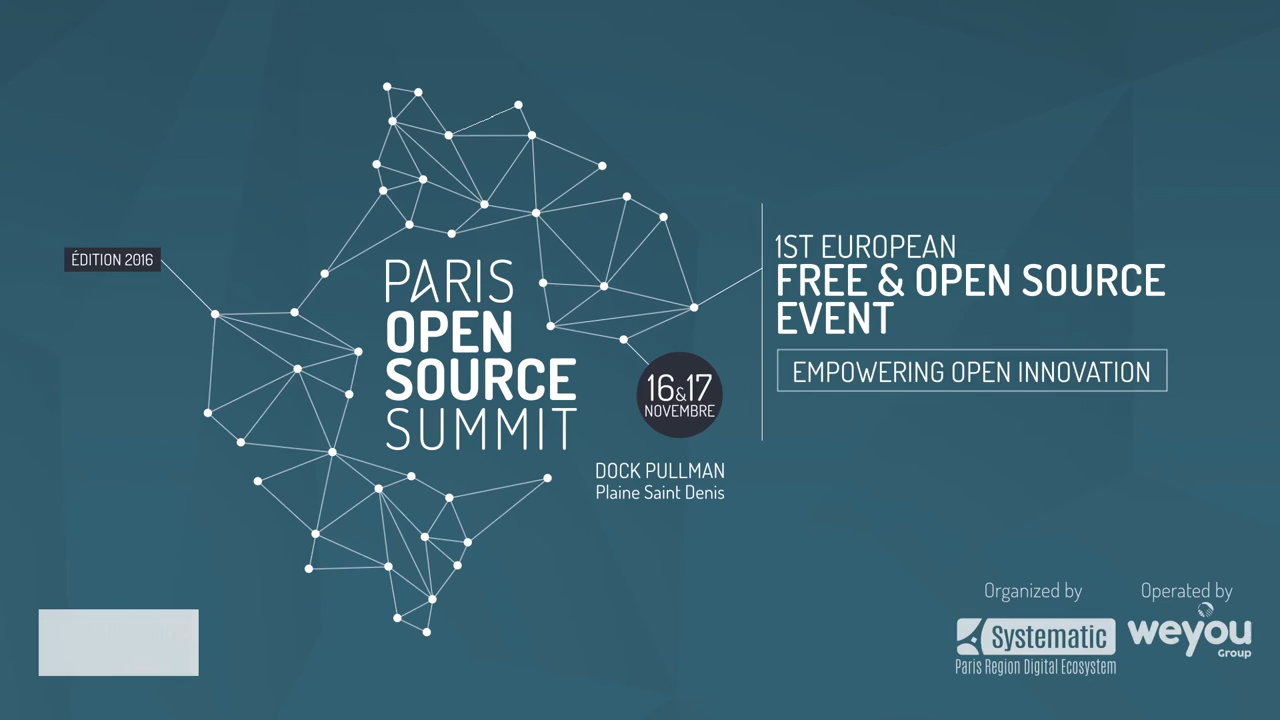 ÉDITION 2016
PARIS
OPEN
SOURCE
SUMMIT
16&17
NOVEMBRE
DOCK PULLMAN
Plaine Saint Denis
1ST EUROPEAN
FREE & OPEN SOURCE
EVENT
EMPOWERING OPEN INNOVATION
Organized by
Systematic
Paris Region Digital Ecosystem
Operated by
weyou
Group